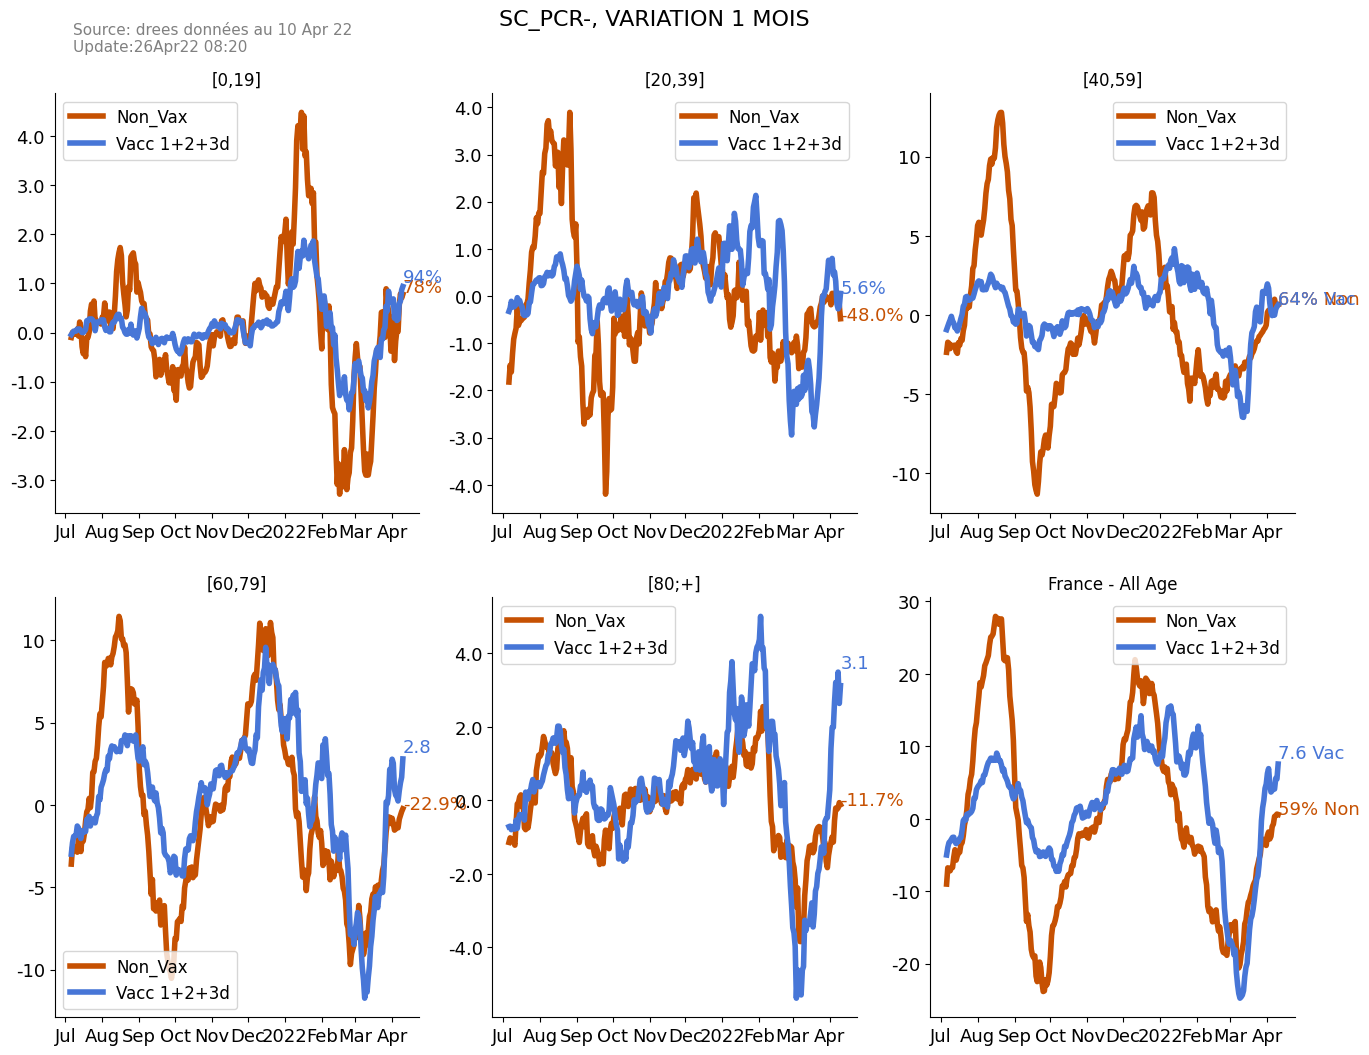 SC_PCR-, VARIATION 1 MOIS
Source: drees données au 10 Apr 22
Update:26Apr22 08:20
[0,19]
Non_Vax
Vacc 1+2+3d
4.0
3.0
2.0
1.0
0.0
-1.0
-2.0
-3.0
94%
78%
Jul Aug Sep Oct Nov Dec 2022 Feb Mar Apr
[20,39]
Non_Vax
Vacc 1+2+3d
4.0
3.0
2.0
1.0
0.0
-1.0
-2.0
-3.0
-4.0
5.6%
-48.0%
Jul Aug Sep Oct Nov Dec 2022 Feb Mar Apr
[40,59]
Non_Vax
Vacc 1+2+3d
10
5
0
-5
-10
64% Vac
Non
Jul Aug Sep Oct Nov Dec 2022 Feb Mar Apr
[60,79]
10
5
0
-5
-10
2.8
-22.9%
Non_Vax
Vacc 1+2+3d
Jul Aug Sep Oct Nov Dec 2022 Feb Mar Apr
[80;+]
Non_Vax
Vacc 1+2+3d
4.0
2.0
0.0
-2.0
-4.0
3.1
-11.7%
Jul Aug Sep Oct Nov Dec 2022 Feb Mar Apr
France - All Age
Non_Vax
Vacc 1+2+3d
30
20
10
0
-10
-20
7.6 Vac
59% Non
Jul Aug Sep Oct Nov Dec 2022 Feb Mar Apr